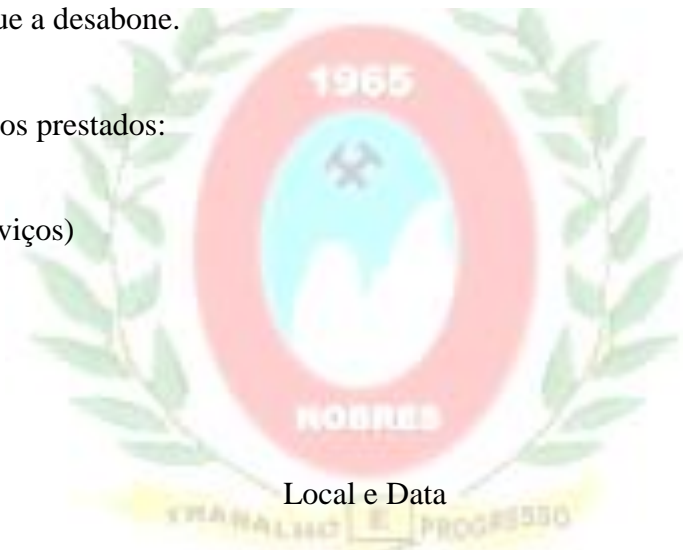 ue a desabone.
1965
os prestados:
viços)
NOBRES
Local e Data
TRABALHO E PROGRESSO